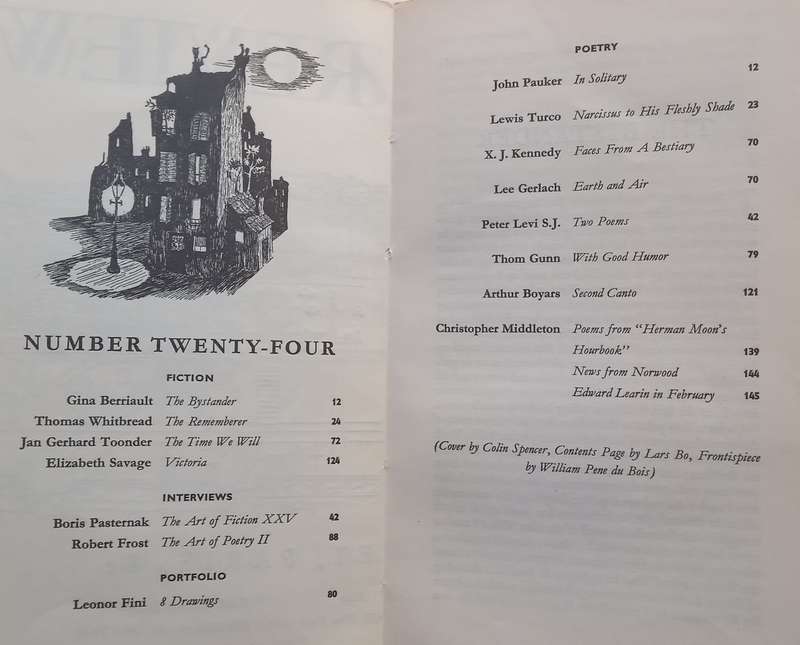 NUMBER TWENTY-FOUR
FICTION
Gina Berriault The Bystander 12
Thomas Whitbread The Rememberer 24
Jan Gerhard Toonder The Time We Will 72
Elizabeth Savage Victoria 124
INTERVIEWS
Boris Pasternak The Art of Fiction XXV 42
Robert Frost The Art of Poetry II 88
PORTFOLIO
Leonor Fini 8 Drawings 80
POETRY
John Pauker In Solitary 12
Lewis Turco Narcissus to His Fleshly Shade 23
X. J. Kennedy Faces From A Bestiary 70
Lee Gerlach Earth and Air 70
Peter Levi S.J. Two Poems 42
Thom Gunn With Good Humor 79
Arthur Boyars Second Canto 121
Christopher Middleton Poems from "Herman Moon's
Hourbook" 139
News from Norwood 144
Edward Learin in February 145
(Cover by Colin Spencer, Contents Page by Lars Bo, Frontispiece
by William Pene du Bois)